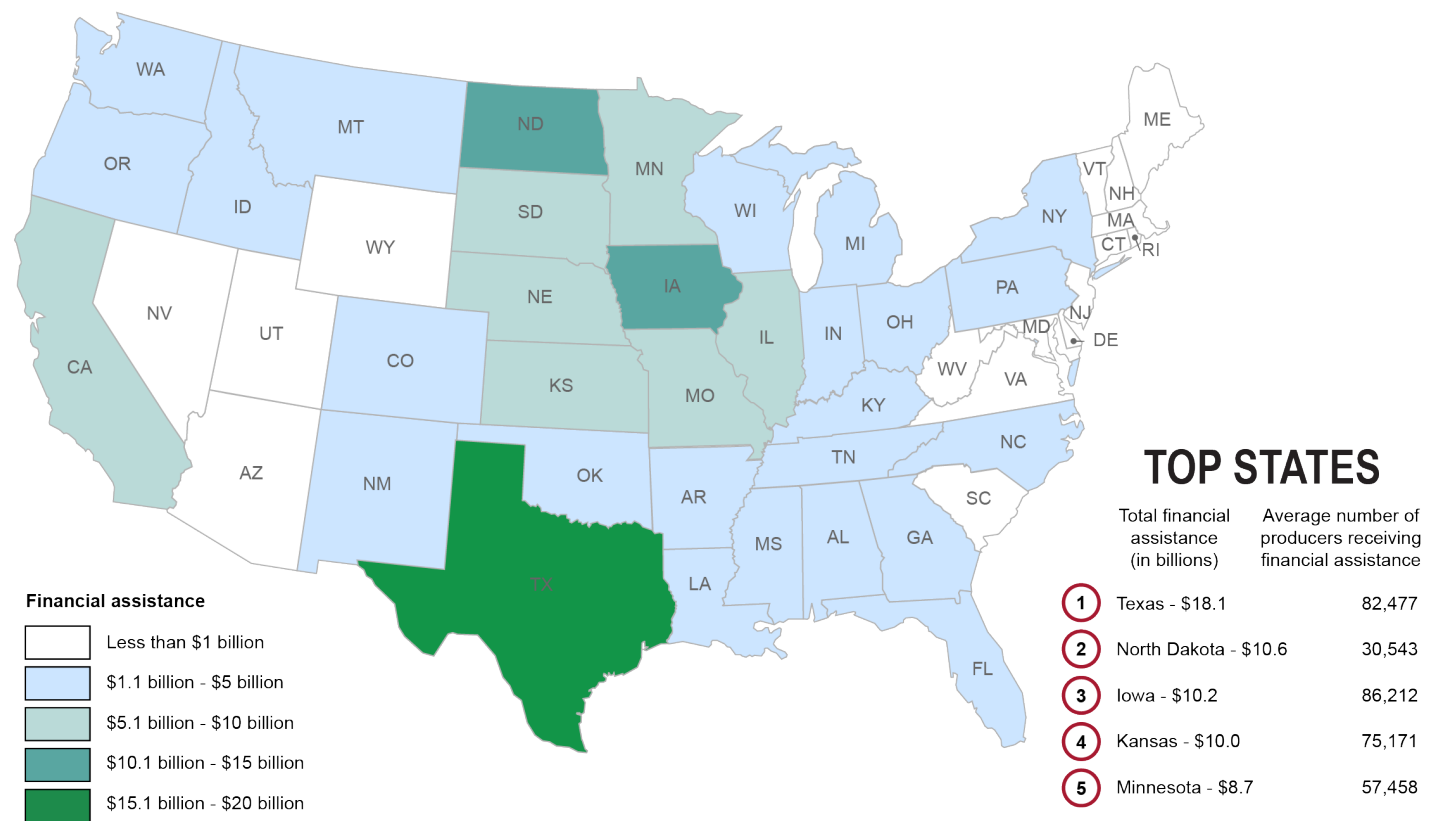 WA
MT
ND
MN
ME
OR
ID
SD
WI
VT
NH
NY
MA
WY
MI
CT
RI
NE
IA
PA
NV
UT
IL
IN
OH
NJ
MD
DE
CA
CO
KS
MO
WV
VA
KY
AZ
NM
OK
AR
TN
NC
SC
MS
AL
GA
TX
LA
FL
TOP STATES
Total financial
assistance
(in billions)
Average number of
producers receiving
financial assistance
1 Texas - $18.1 82,477
2 North Dakota - $10.6 30,543
3 Iowa - $10.2 86,212
4 Kansas - $10.0 75,171
5 Minnesota - $8.7 57,458
Financial assistance
Less than $1 billion
$1.1 billion - $5 billion
$5.1 billion - $10 billion
$10.1 billion - $15 billion
$15.1 billion - $20 billion